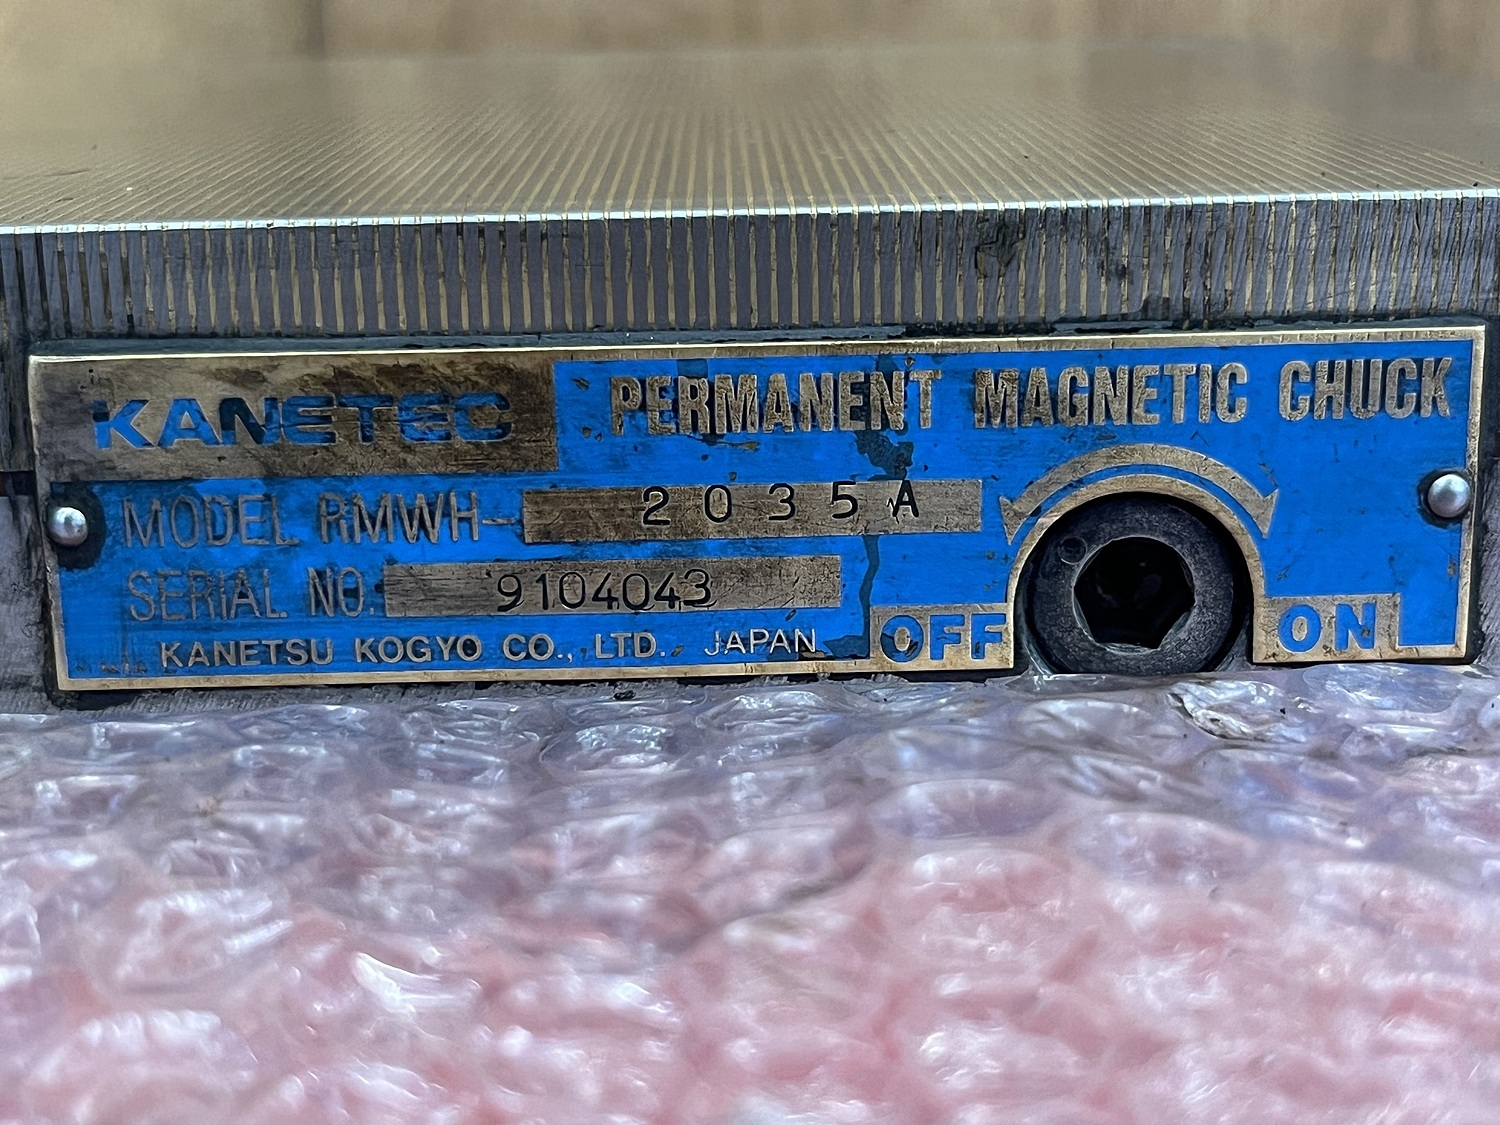 KANETEC PERMANENT MAGNETIC CHUCK
MODEL RMWH- 2035A
SERIAL NO. 9104043
KANETSU KOGYO CO., LTD. JAPAN
OFF ON